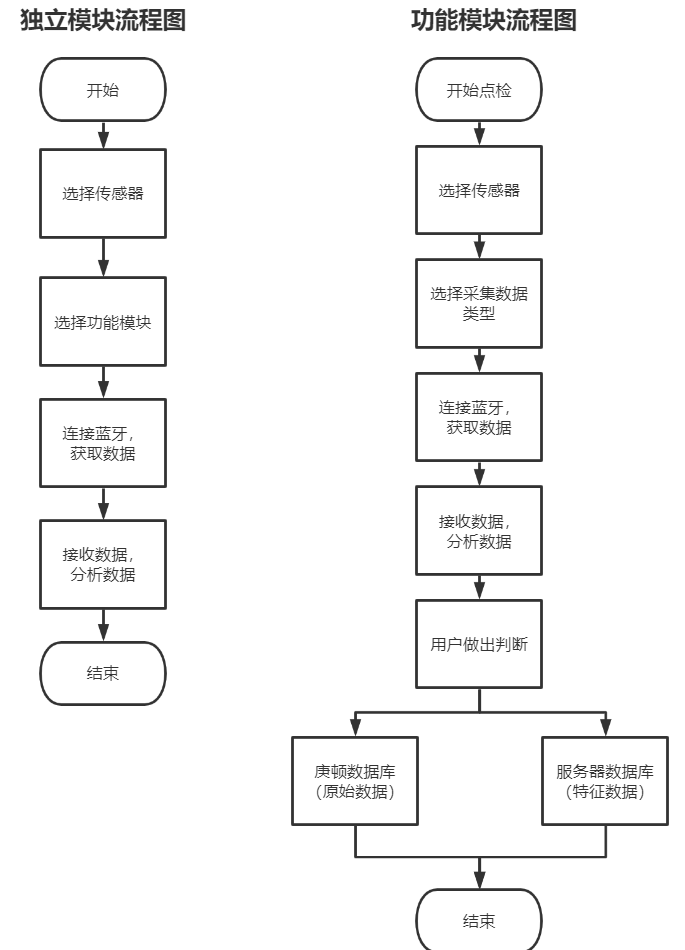 独立模块流程图
开始
选择传感器
选择功能模块
连接蓝牙，
获取数据
接收数据，
分析数据
结束
功能模块流程图
开始点检
选择传感器
选择采集数据
类型
连接蓝牙，
获取数据
接收数据，
分析数据
用户做出判断
庚顿数据库
（原始数据）
服务器数据库
（特征数据）
结束